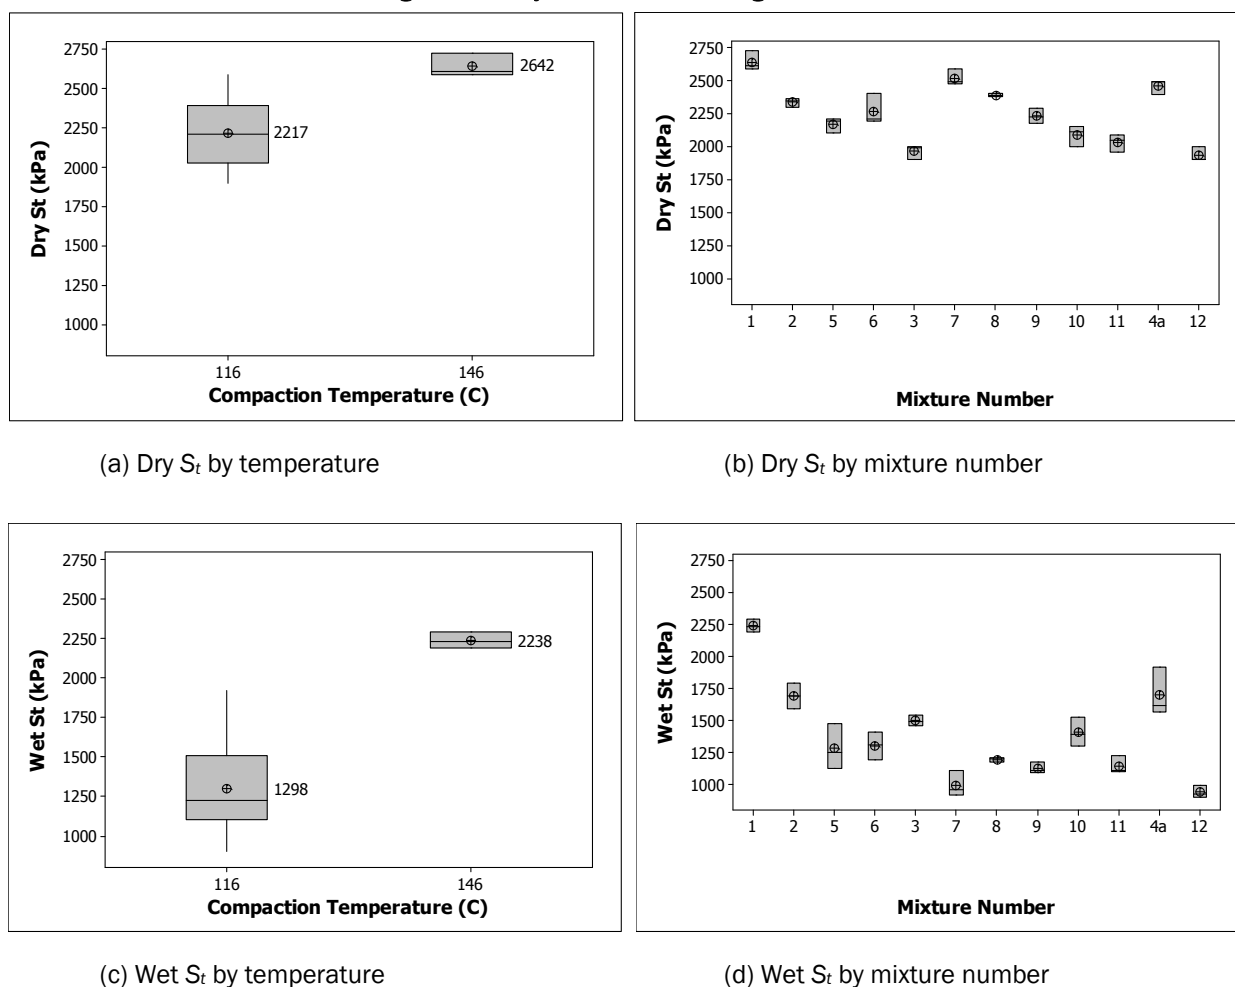 2750
2500
2250
2000
1750
1500
1250
1000
Dry St (kPa)
2217
2642
116 146
Compaction Temperature (C)
2750
2500
2250
2000
1750
1500
1250
1000
Dry St (kPa)
1 2 5 6 3 7 8 9 10 11 4a 12
Mixture Number
(a) Dry St by temperature
(b) Dry St by mixture number
2750
2500
2250
2000
1750
1500
1250
1000
Wet St (kPa)
1298
2238
116 146
Compaction Temperature (C)
2750
2500
2250
2000
1750
1500
1250
1000
Wet St (kPa)
1 2 5 6 3 7 8 9 10 11 4a 12
Mixture Number
(c) Wet St by temperature
(d) Wet St by mixture number